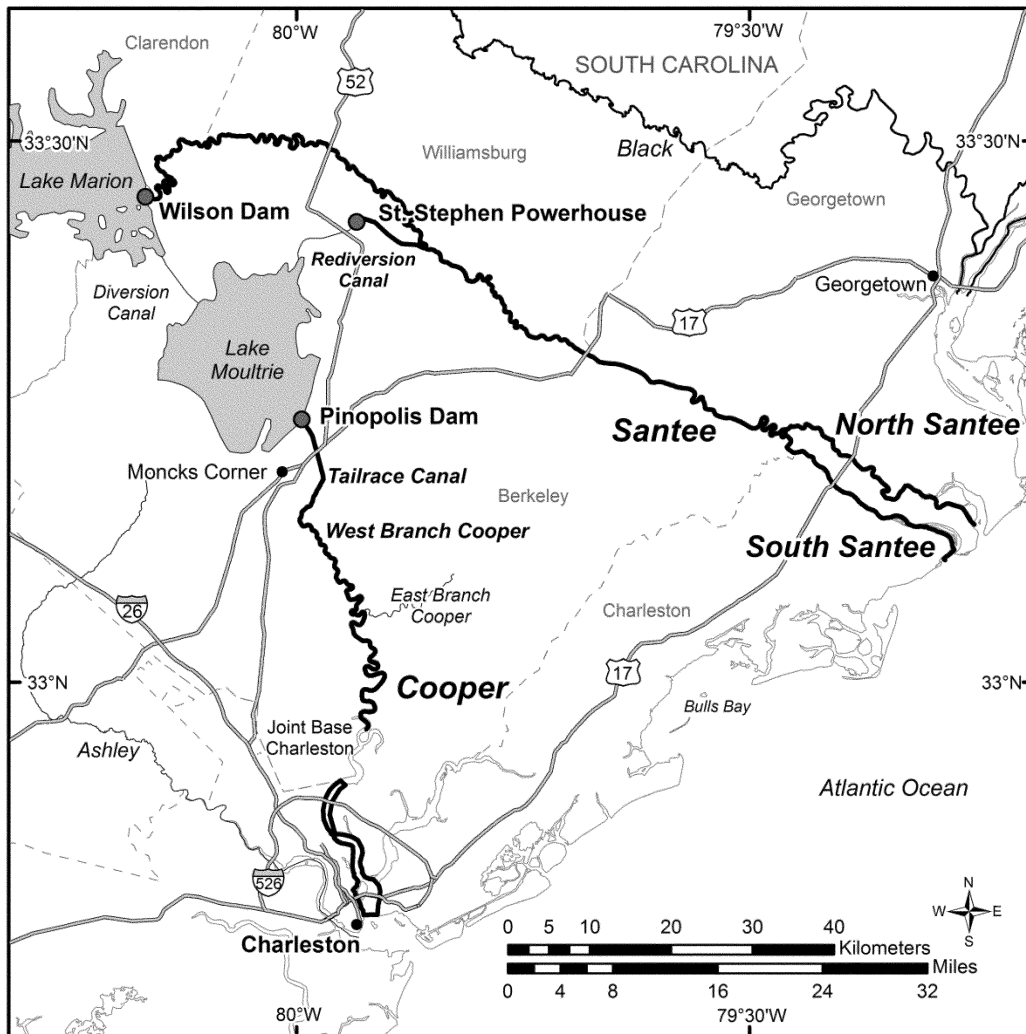 80°W
79°30'W
Clarendon
SOUTH CAROLINA
52
33°30'N
33°30'N
Williamsburg
Black
Lake Marion
Georgetown
Wilson Dam
St. Stephen Powerhouse
Rediversion
Canal
Georgetown
Diversion
Canal
17
Lake
Moultrie
Pinopolis Dam
Santee
North Santee
Moncks Corner
Tailrace Canal
Berkeley
West Branch Cooper
South Santee
East Branch
Cooper
26
Charleston
17
33°N
33°N
Cooper
Bulls Bay
Joint Base
Charleston
Ashley
Atlantic Ocean
526
N
W
E
S
Charleston
0 5 10 20 30 40
Kilometers
Miles
0 4 8 16 24 32
80°W
79°30'W